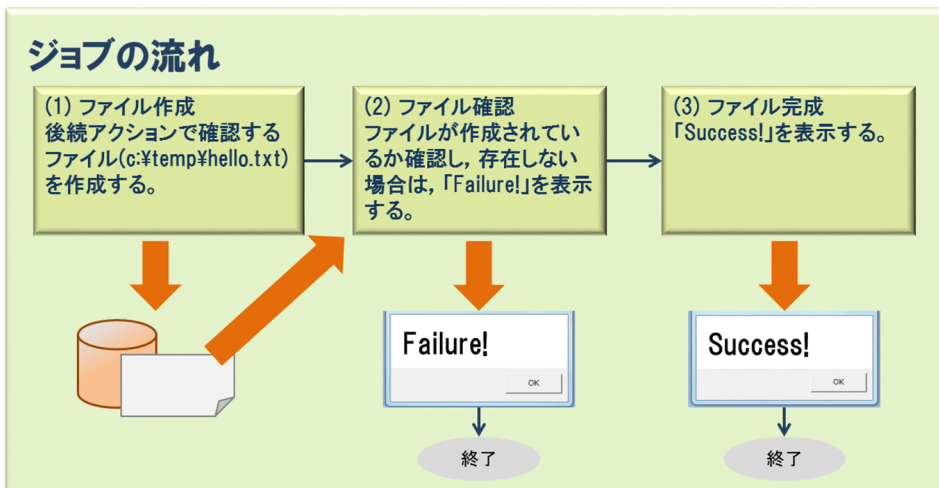 ジョブの流れ
(1) ファイル作成
後続アクションで確認する
ファイル(c:¥temp¥hello.txt)
を作成する。
(2) ファイル確認
ファイルが作成されてい
るか確認し，存在しない
場合は，「Failure!」を表示
する。
(3) ファイル完成
「Success!」を表示する。
Failure!
OK
Success!
OK
終了
終了